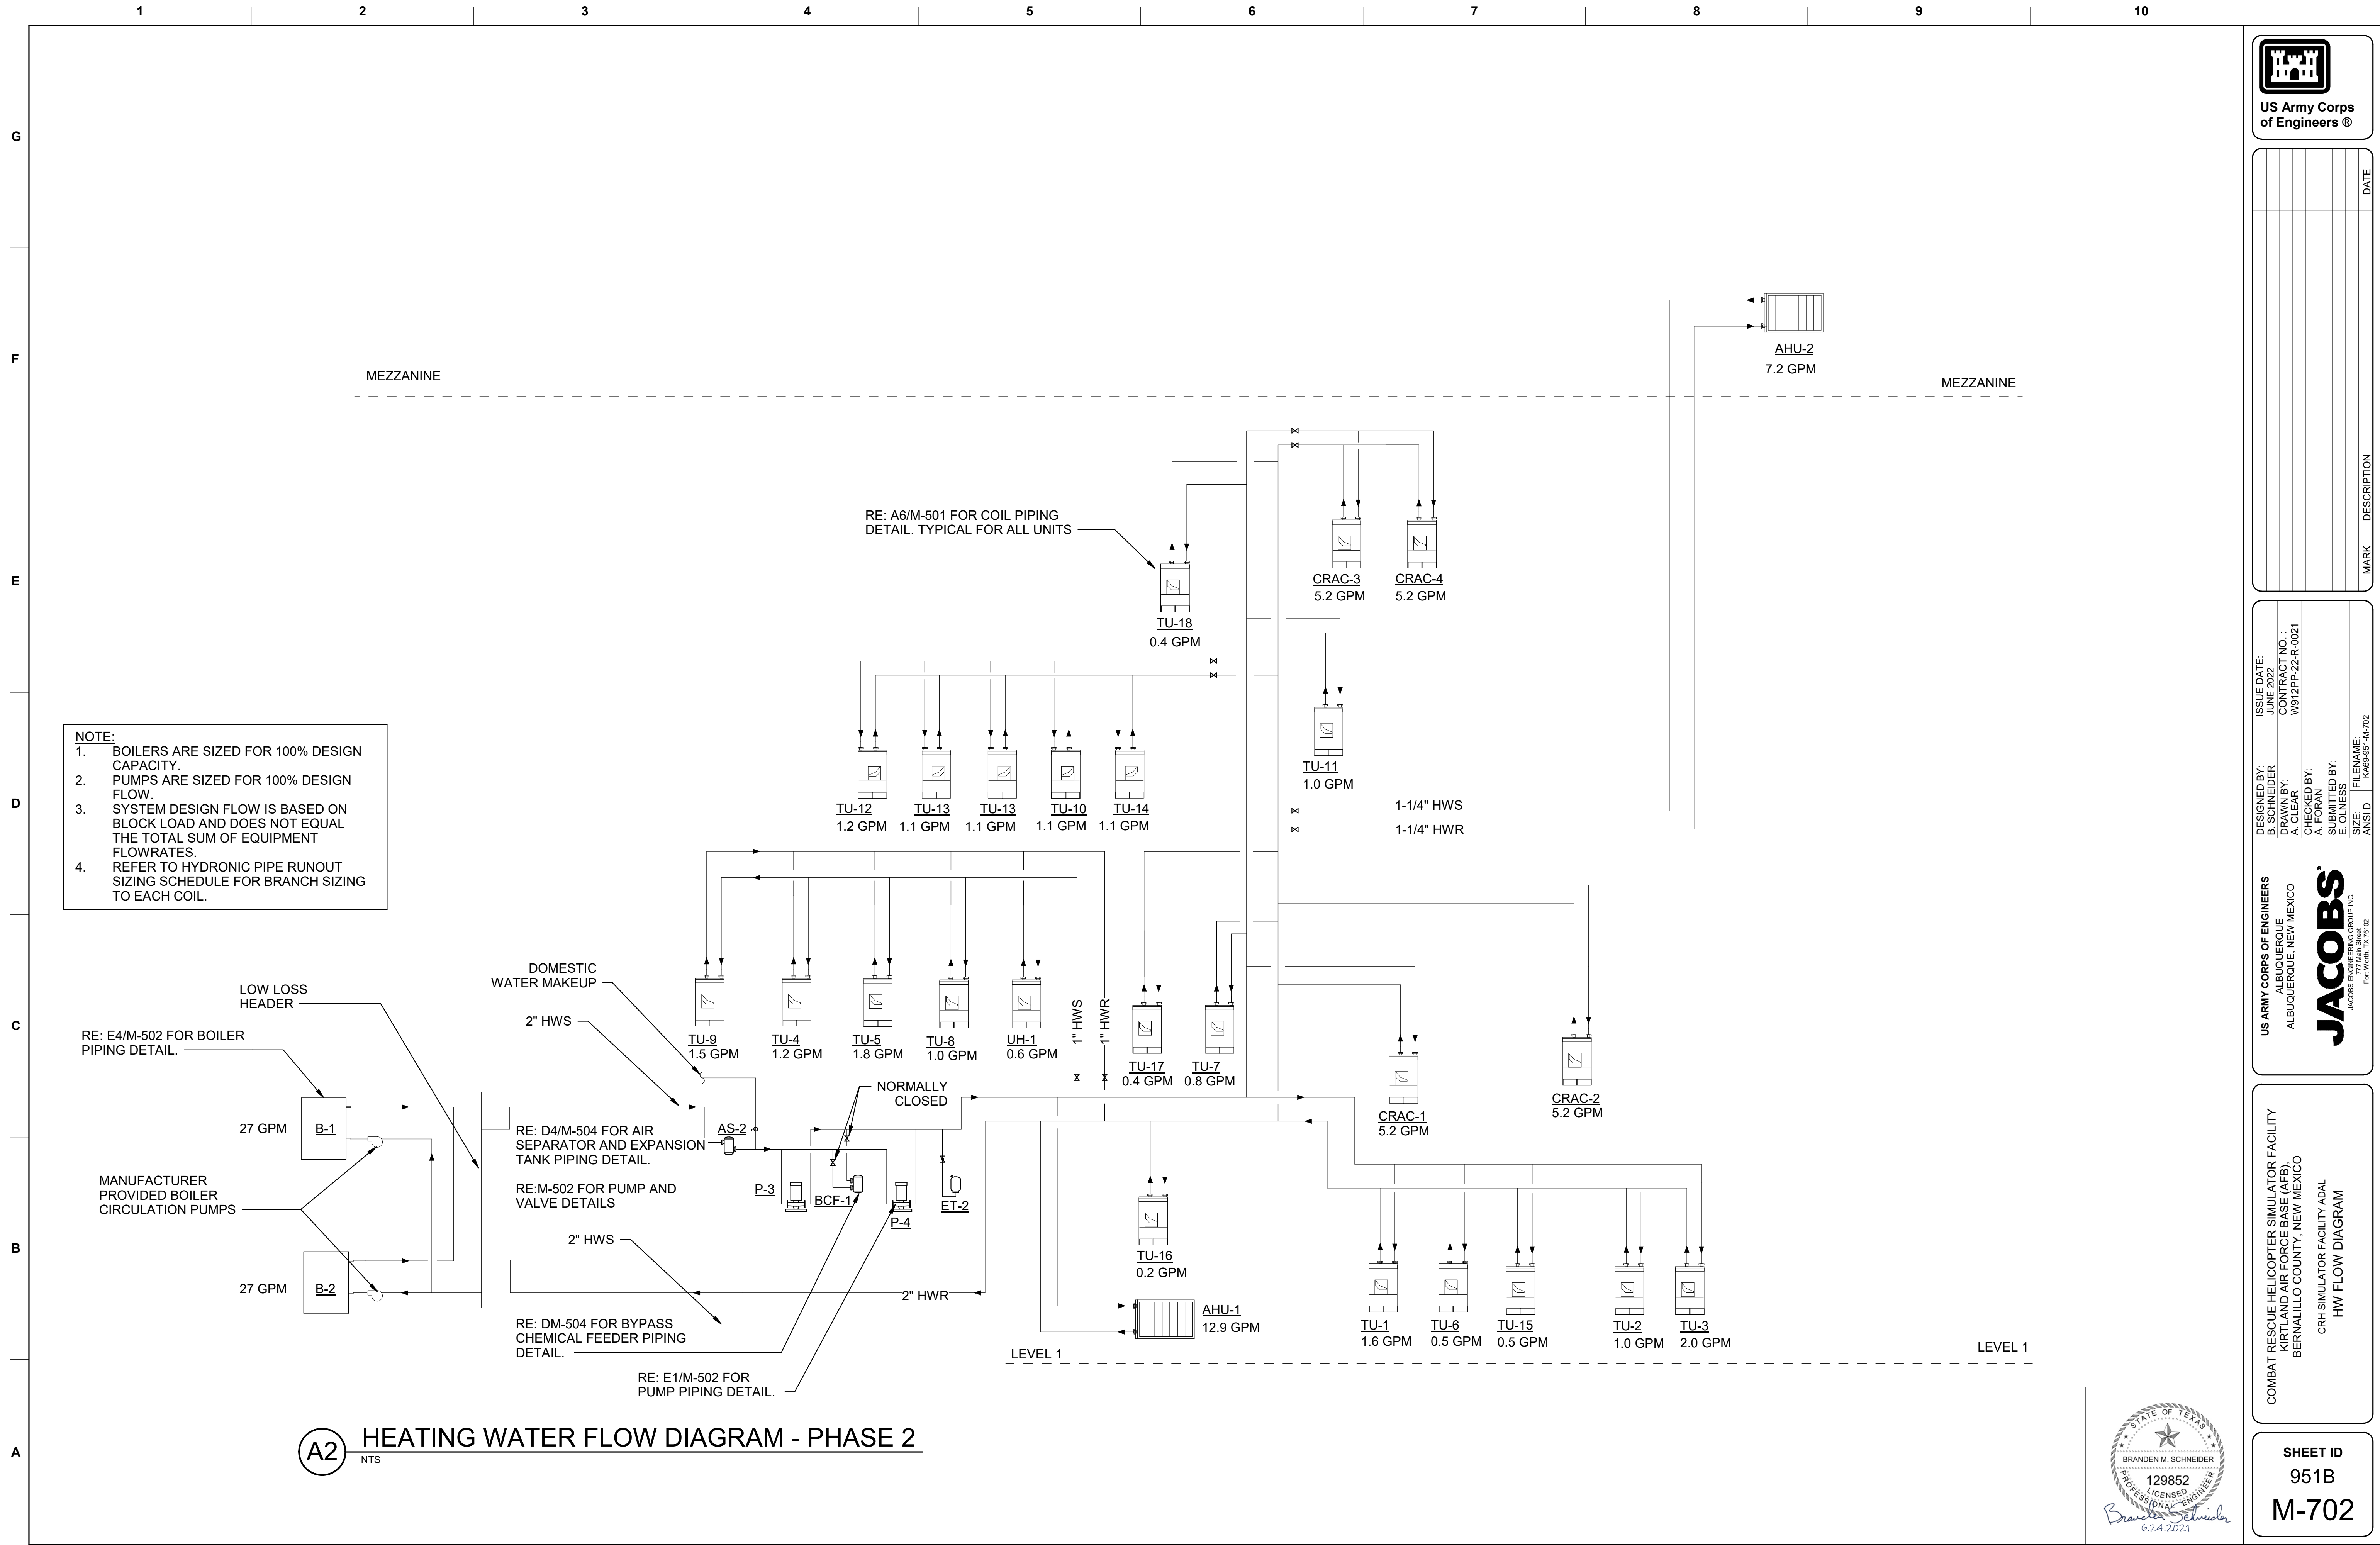 1 2 3 4 5 6 7 8 9 10
G
F
E
D
C
B
A
MEZZANINE
MEZZANINE
AHU-2
7.2 GPM
RE: A6/M-501 FOR COIL PIPING
DETAIL. TYPICAL FOR ALL UNITS
CRAC-3
5.2 GPM
CRAC-4
5.2 GPM
TU-18
0.4 GPM
TU-11
1.0 GPM
TU-12
1.2 GPM
TU-13
1.1 GPM
TU-13
1.1 GPM
TU-10
1.1 GPM
TU-14
1.1 GPM
1-1/4" HWS
1-1/4" HWR
NOTE:
1. BOILERS ARE SIZED FOR 100% DESIGN
CAPACITY.
2. PUMPS ARE SIZED FOR 100% DESIGN
FLOW.
3. SYSTEM DESIGN FLOW IS BASED ON
BLOCK LOAD AND DOES NOT EQUAL
THE TOTAL SUM OF EQUIPMENT
FLOWRATES.
4. REFER TO HYDRONIC PIPE RUNOUT
SIZING SCHEDULE FOR BRANCH SIZING
TO EACH COIL.
DOMESTIC
WATER MAKEUP
LOW LOSS
HEADER
2" HWS
RE: E4/M-502 FOR BOILER
PIPING DETAIL.
TU-9
1.5 GPM
TU-4
1.2 GPM
TU-5
1.8 GPM
TU-8
1.0 GPM
UH-1
0.6 GPM
1" HWS
1" HWR
TU-17
0.4 GPM
TU-7
0.8 GPM
CRAC-1
5.2 GPM
CRAC-2
5.2 GPM
NORMALLY
CLOSED
27 GPM
B-1
RE: D4/M-504 FOR AIR
SEPARATOR AND EXPANSION
TANK PIPING DETAIL.
AS-2
RE:M-502 FOR PUMP AND
VALVE DETAILS
MANUFACTURER
PROVIDED BOILER
CIRCULATION PUMPS
P-3
BCF-1
P-4
ET-2
2" HWS
27 GPM
B-2
2" HWR
TU-16
0.2 GPM
AHU-1
12.9 GPM
TU-1
1.6 GPM
TU-6
0.5 GPM
TU-15
0.5 GPM
TU-2
1.0 GPM
TU-3
2.0 GPM
RE: DM-504 FOR BYPASS
CHEMICAL FEEDER PIPING
DETAIL.
LEVEL 1
LEVEL 1
RE: E1/M-502 FOR
PUMP PIPING DETAIL.
A2
HEATING WATER FLOW DIAGRAM - PHASE 2
NTS
STATE OF TEXAS
BRANDEN M. SCHNEIDER
129852
LICENSED
PROFESSIONAL ENGINEER
Branden Schneider
6.24.2021
US Army Corps
of Engineers ®
MARK
DESCRIPTION
DATE
DESIGNED BY:
B. SCHNEIDER
DRAWN BY:
A. CLEAR
CHECKED BY:
A. FORAN
SUBMITTED BY:
E. OLNESS
SIZE:
ANSI D
FILENAME:
KA69-951-M-702
ISSUE DATE:
JUNE 2022
CONTRACT NO. :
W912PP-22-R-0021
US ARMY CORPS OF ENGINEERS
ALBUQUERQUE
ALBUQUERQUE, NEW MEXICO
JACOBS®
JACOBS ENGINEERING GROUP INC.
777 Main Street
Fort Worth, TX 76102
COMBAT RESCUE HELICOPTER SIMULATOR FACILITY
KIRTLAND AIR FORCE BASE (AFB),
BERNALILLO COUNTY, NEW MEXICO
CRH SIMULATOR FACILITY ADAL
HW FLOW DIAGRAM
SHEET ID
951B
M-702